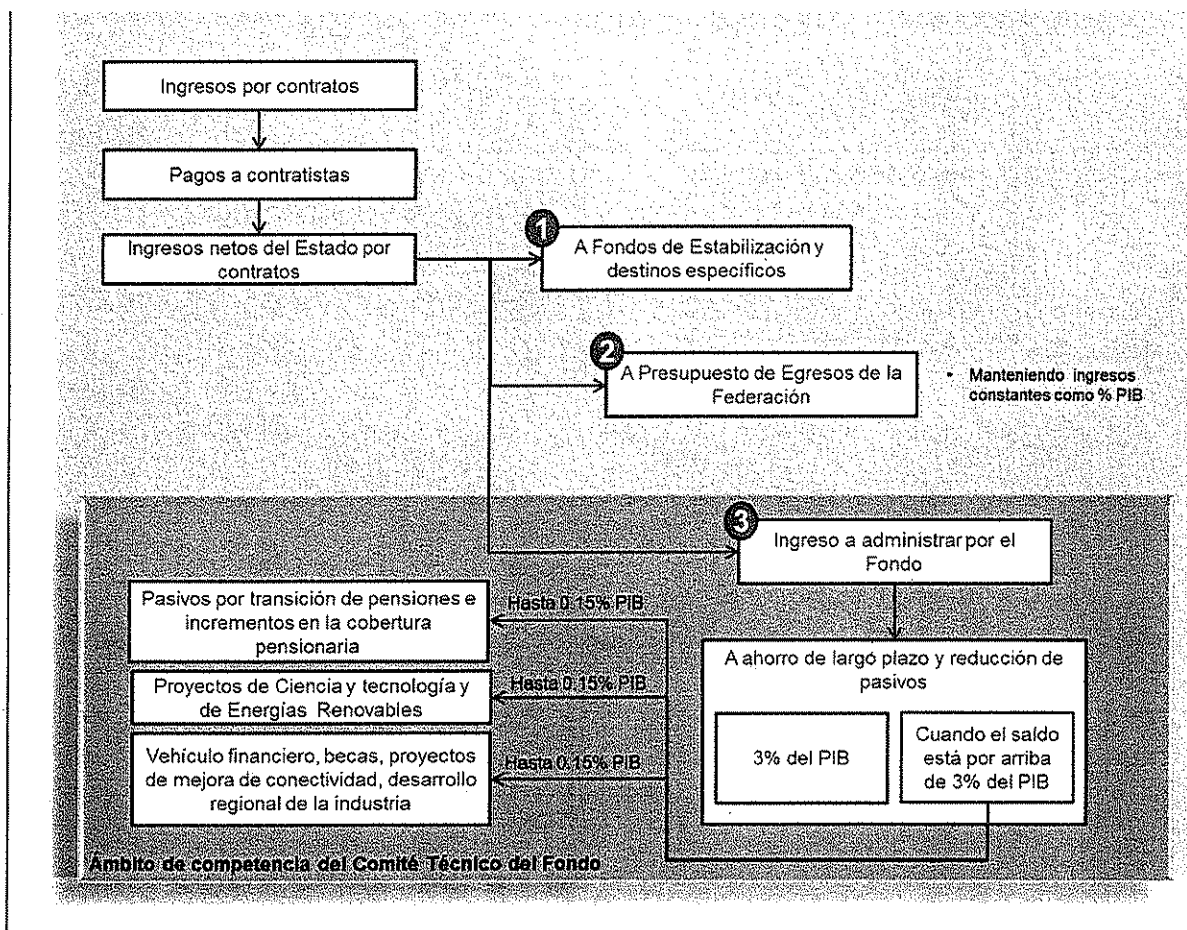 Ingresos por contratos
Pagos a contratistas
Ingresos netos del Estado por
contratos
1
A Fondos de Estabilización y
destinos específicos
2
A Presupuesto de Egresos de la
Federación
• Manteniendo ingresos
constantes como % PIB
3
Ingreso a administrar por el
Fondo
A ahorro de largó plazo y reducción de
pasivos
3% del PIB
Cuando el saldo
está por arriba
de 3% del PIB
Hasta 0.15% PIB
Pasivos por transición de pensiones e
incrementos en la cobertura
pensionaria
Hasta 0.15% PIB
Proyectos de Ciencia y tecnología y
de Energías Renovables
Hasta 0.15% PIB
Vehículo financiero, becas, proyectos
de mejora de conectividad, desarrollo
regional de la industria
Ámbito de competencia del Comité Técnico del Fondo